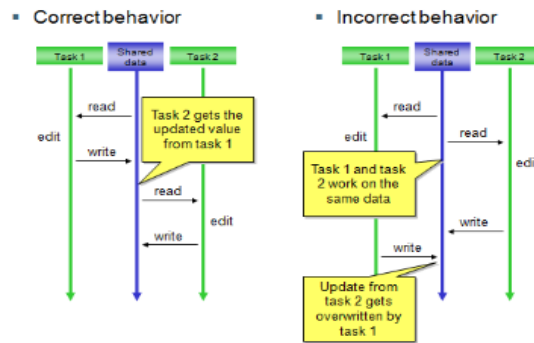 Correct behavior
Task 1
Shared
data
Task 2
read
edit
write
Task 2 gets the
updated value
from task 1
read
edit
write
Incorrect behavior
Task 1
Shared
data
Task 2
read
edit
read
edit
Task 1 and task
2 work on the
same data
write
write
Update from
task 2 gets
overwritten by
task 1